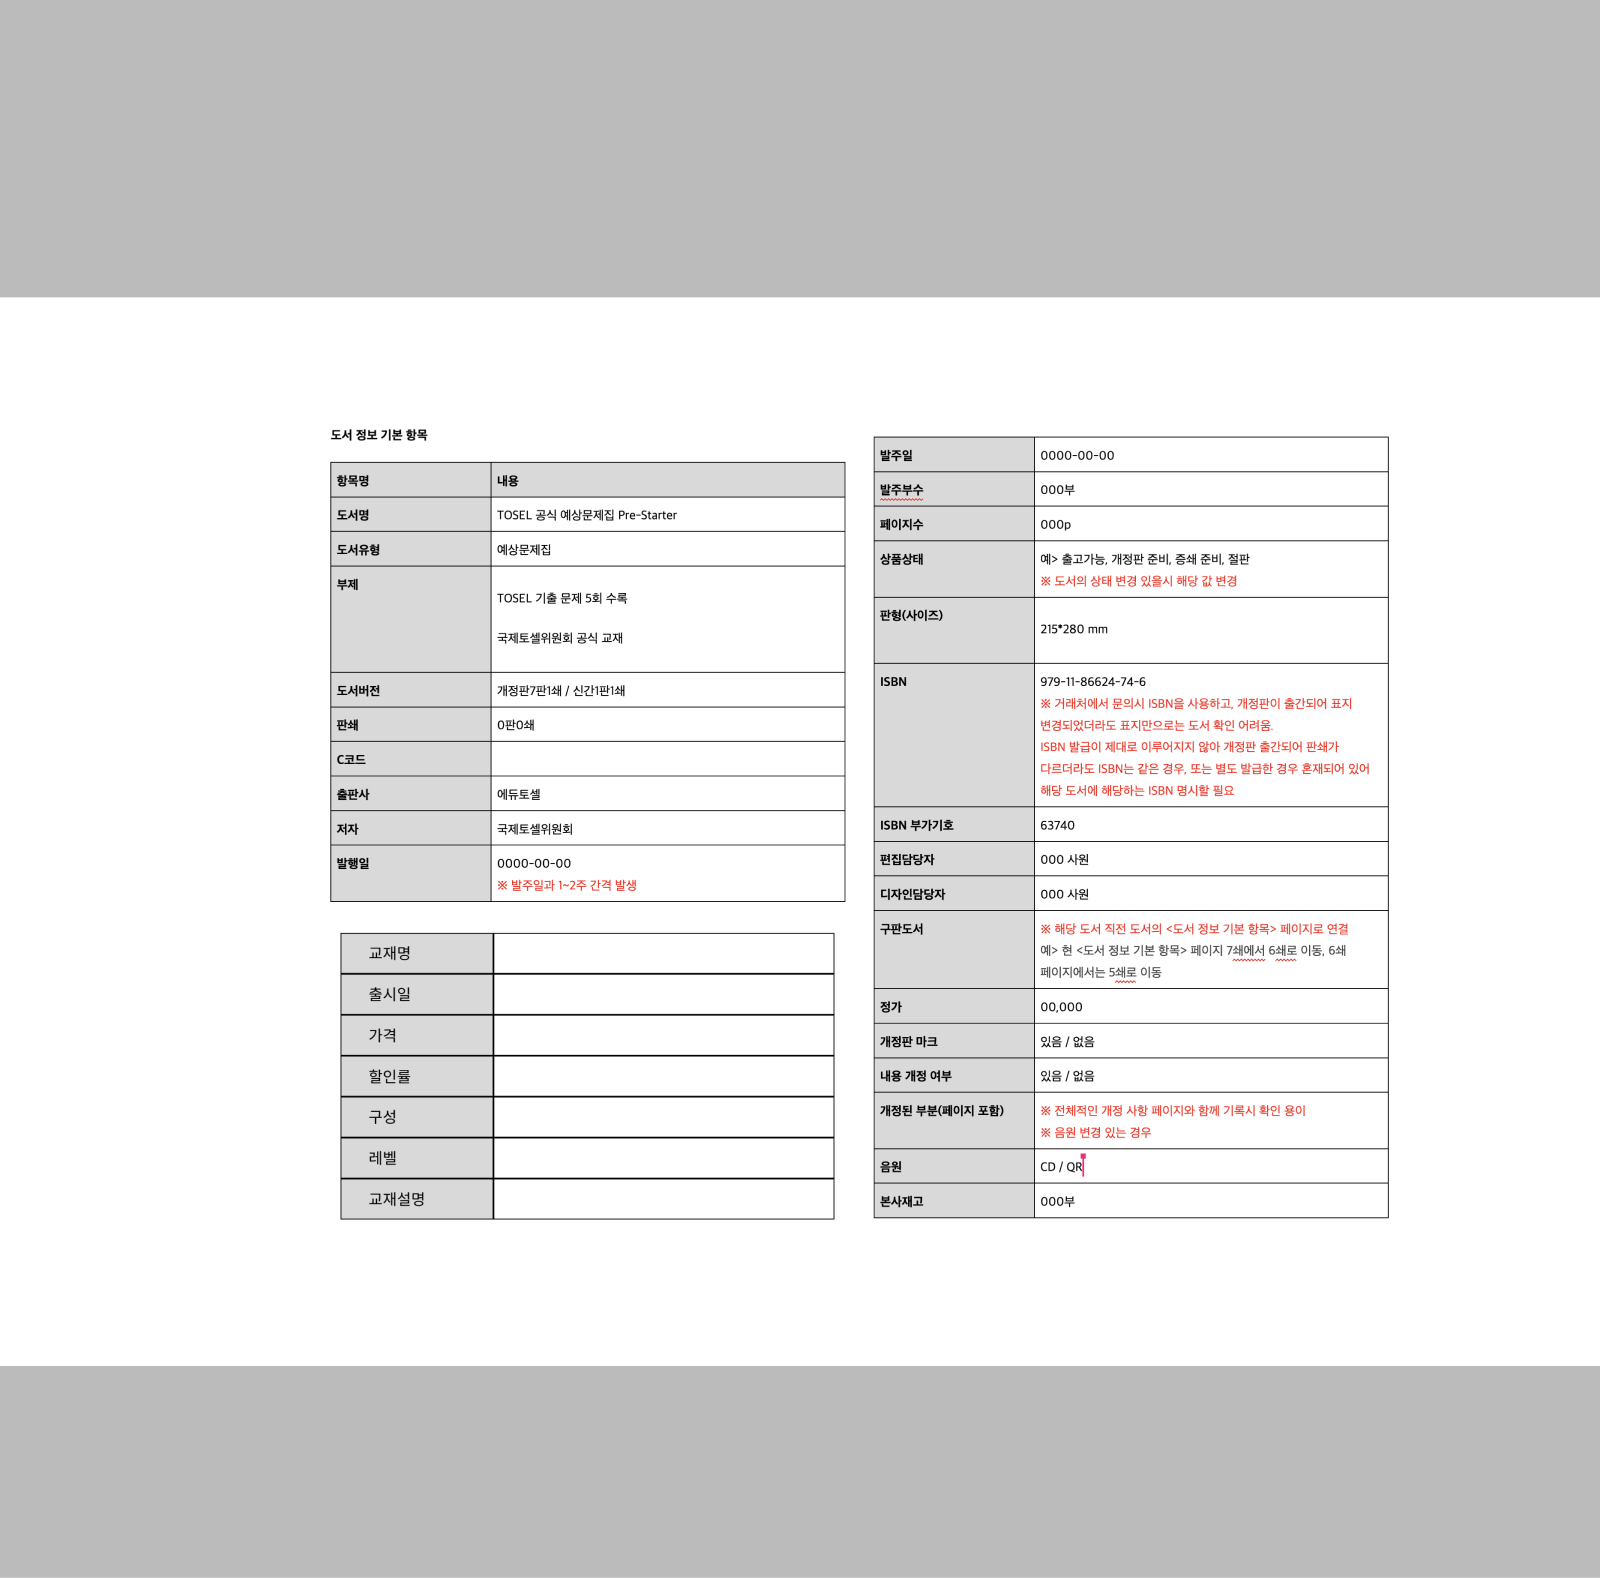 도서 정보 기본 항목
항목명 내용
도서명 TOSEL 공식 예상문제집 Pre-Starter
도서유형 예상문제집
부제 TOSEL 기출 문제 5회 수록
국제토셀위원회 공식 교재
도서버전 개정판7판1쇄 / 신간1판1쇄
판쇄 0판0쇄
C코드
출판사 에듀토셀
저자 국제토셀위원회
발행일 0000-00-00
※ 발주일과 1~2주 간격 발생
교재명
출시일
가격
할인률
구성
레벨
교재설명
발주일 0000-00-00
발주부수 000부
페이지수 000p
상품상태 예> 출고가능, 개정판 준비, 증쇄 준비, 절판
※ 도서의 상태 변경 있을시 해당 값 변경
판형(사이즈) 215*280 mm
ISBN 979-11-86624-74-6
※ 거래처에서 문의시 ISBN을 사용하고, 개정판이 출간되어 표지
변경되었더라도 표지만으로는 도서 확인 어려움.
ISBN 발급이 제대로 이루어지지 않아 개정판 출간되어 판쇄가
다르더라도 ISBN는 같은 경우, 또는 별도 발급한 경우 혼재되어 있어
해당 도서에 해당하는 ISBN 명시할 필요
ISBN 부가기호 63740
편집담당자 000 사원
디자인담당자 000 사원
구판도서 ※ 해당 도서 직전 도서의 <도서 정보 기본 항목> 페이지로 연결
예> 현 <도서 정보 기본 항목> 페이지 7쇄에서 6쇄로 이동, 6쇄
페이지에서는 5쇄로 이동
정가 00,000
개정판 마크 있음 / 없음
내용 개정 여부 있음 / 없음
개정된 부분(페이지 포함) ※ 전체적인 개정 사항 페이지와 함께 기록시 확인 용이
※ 음원 변경 있는 경우
음원 CD / QR
본사재고 000부